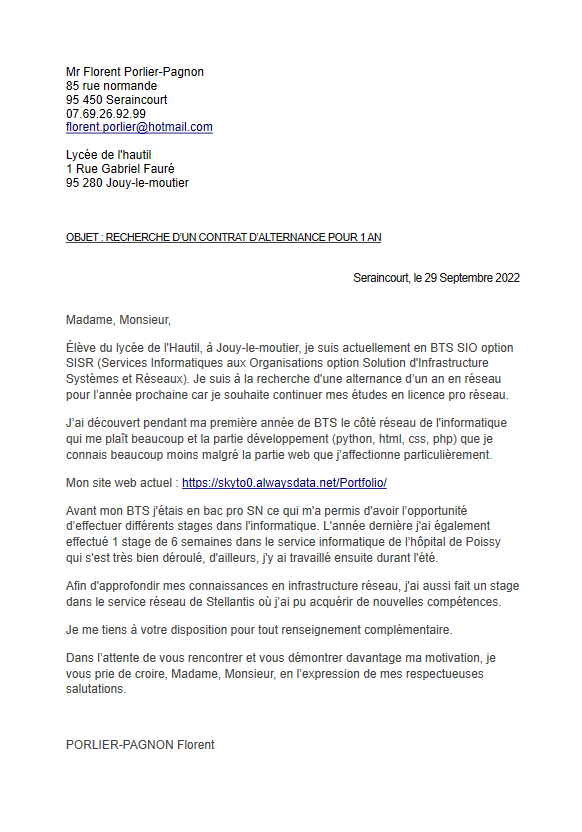 Mr Florent Porlier-Pagnon
85 rue normande
95 450 Seraincourt
07.69.26.92.99
florent.porlier@hotmail.com
Lycée de l'hautil
1 Rue Gabriel Fauré
95 280 Jouy-le-moutier
OBJET : RECHERCHE D'UN CONTRAT D'ALTERNANCE POUR 1 AN
Seraincourt, le 29 Septembre 2022
Madame, Monsieur,
Élève du lycée de l'Hautil, à Jouy-le-moutier, je suis actuellement en BTS SIO option
SISR (Services Informatiques aux Organisations option Solution d'Infrastructure
Systèmes et Réseaux). Je suis à la recherche d'une alternance d'un an en réseau
pour l'année prochaine car je souhaite continuer mes études en licence pro réseau.
J'ai découvert pendant ma première année de BTS le côté réseau de l'informatique
qui me plaît beaucoup et la partie développement (python, html, css, php) que je
connais beaucoup moins malgré la partie web que j'affectionne particulièrement.
Mon site web actuel : https://skyto0.alwaysdata.net/Portfolio/
Avant mon BTS j'étais en bac pro SN ce qui m'a permis d'avoir l'opportunité
d'effectuer différents stages dans l'informatique. L'année dernière j'ai également
effectué 1 stage de 6 semaines dans le service informatique de l'hôpital de Poissy
qui s'est très bien déroulé, d'ailleurs, j'y ai travaillé ensuite durant l'été.
Afin d'approfondir mes connaissances en infrastructure réseau, j'ai aussi fait un stage
dans le service réseau de Stellantis où j'ai pu acquérir de nouvelles compétences.
Je me tiens à votre disposition pour tout renseignement complémentaire.
Dans l'attente de vous rencontrer et vous démontrer davantage ma motivation, je
vous prie de croire, Madame, Monsieur, en l'expression de mes respectueuses
salutations.
PORLIER-PAGNON Florent